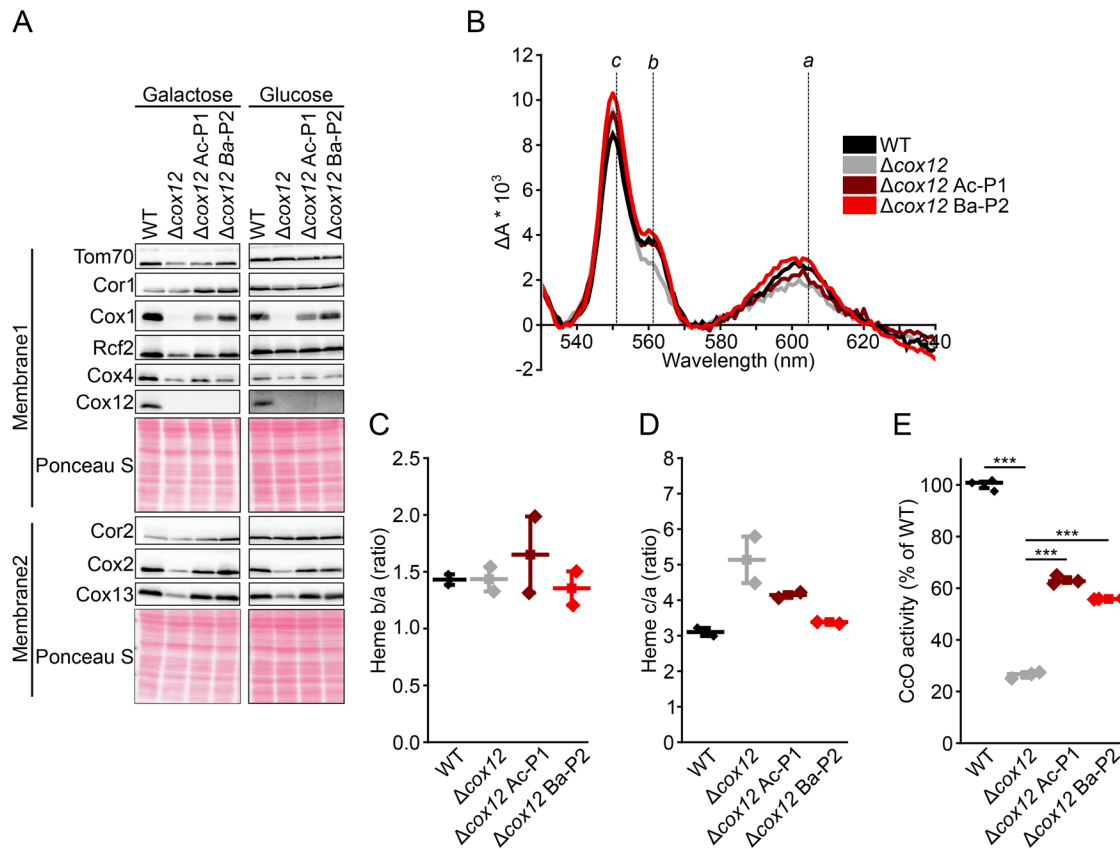 A
Galactose Glucose
WT
Δcox12
Δcox12 Ac-P1
Δcox12 Ba-P2
WT
Δcox12
Δcox12 Ac-P1
Δcox12 Ba-P2
Membrane1
Tom70
Cor1
Cox1
Rcf2
Cox4
Cox12
Ponceau S
Membrane2
Cor2
Cox2
Cox13
Ponceau S
B
c b a
ΔA * 10³
12
10
8
6
4
2
0
-2
540 560 580 600 620 640
Wavelength (nm)
WT
Δcox12
Δcox12 Ac-P1
Δcox12 Ba-P2
C
Heme b/a (ratio)
2.5
2.0
1.5
1.0
0.5
0.0
WT
Δcox12
Δcox12 Ac-P1
Δcox12 Ba-P2
D
Heme c/a (ratio)
8
7
6
5
4
3
2
1
0
WT
Δcox12
Δcox12 Ac-P1
Δcox12 Ba-P2
E
CcO activity (% of WT)
100
80
60
40
20
0
***
***
***
WT
Δcox12
Δcox12 Ac-P1
Δcox12 Ba-P2